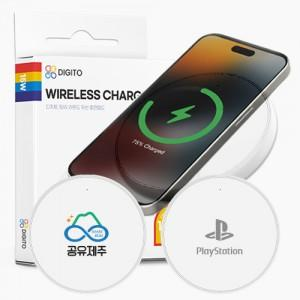 15W
DIGITO
WIRELESS CHARG
75% Charged
공유제주
PlayStation
DIGITO